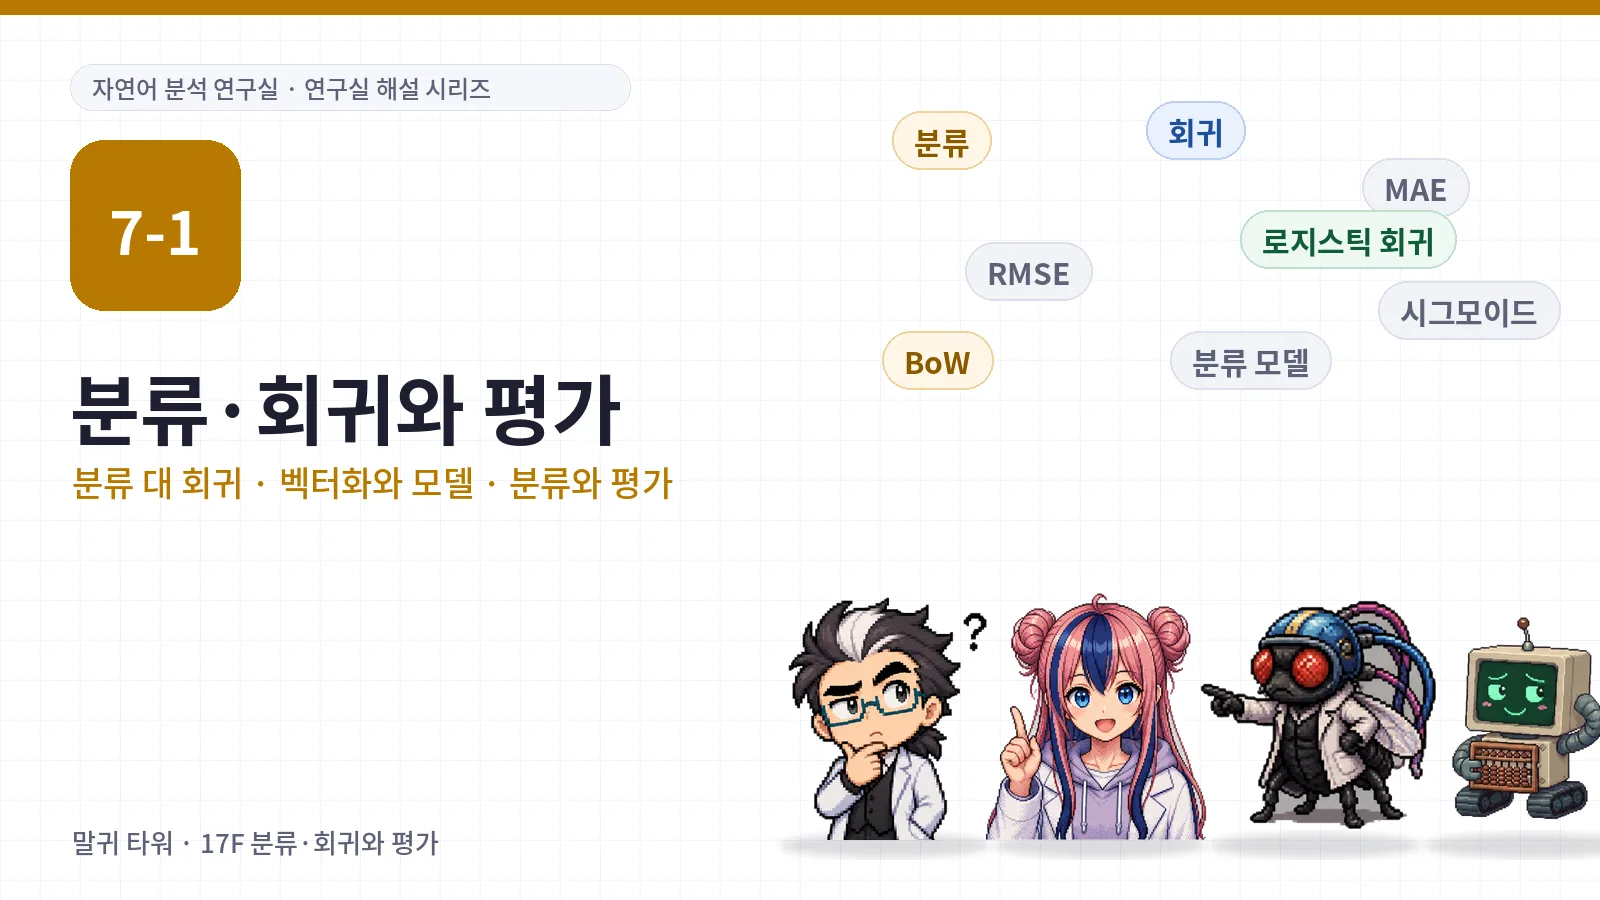 자연어 분석 연구실 · 연구실 해설 시리즈
7-1
분류·회귀와 평가
분류 대 회귀 · 벡터화와 모델 · 분류와 평가
분류
회귀
MAE
로지스틱 회귀
RMSE
시그모이드
BoW
분류 모델
?
말귀 타워 · 17F 분류·회귀와 평가